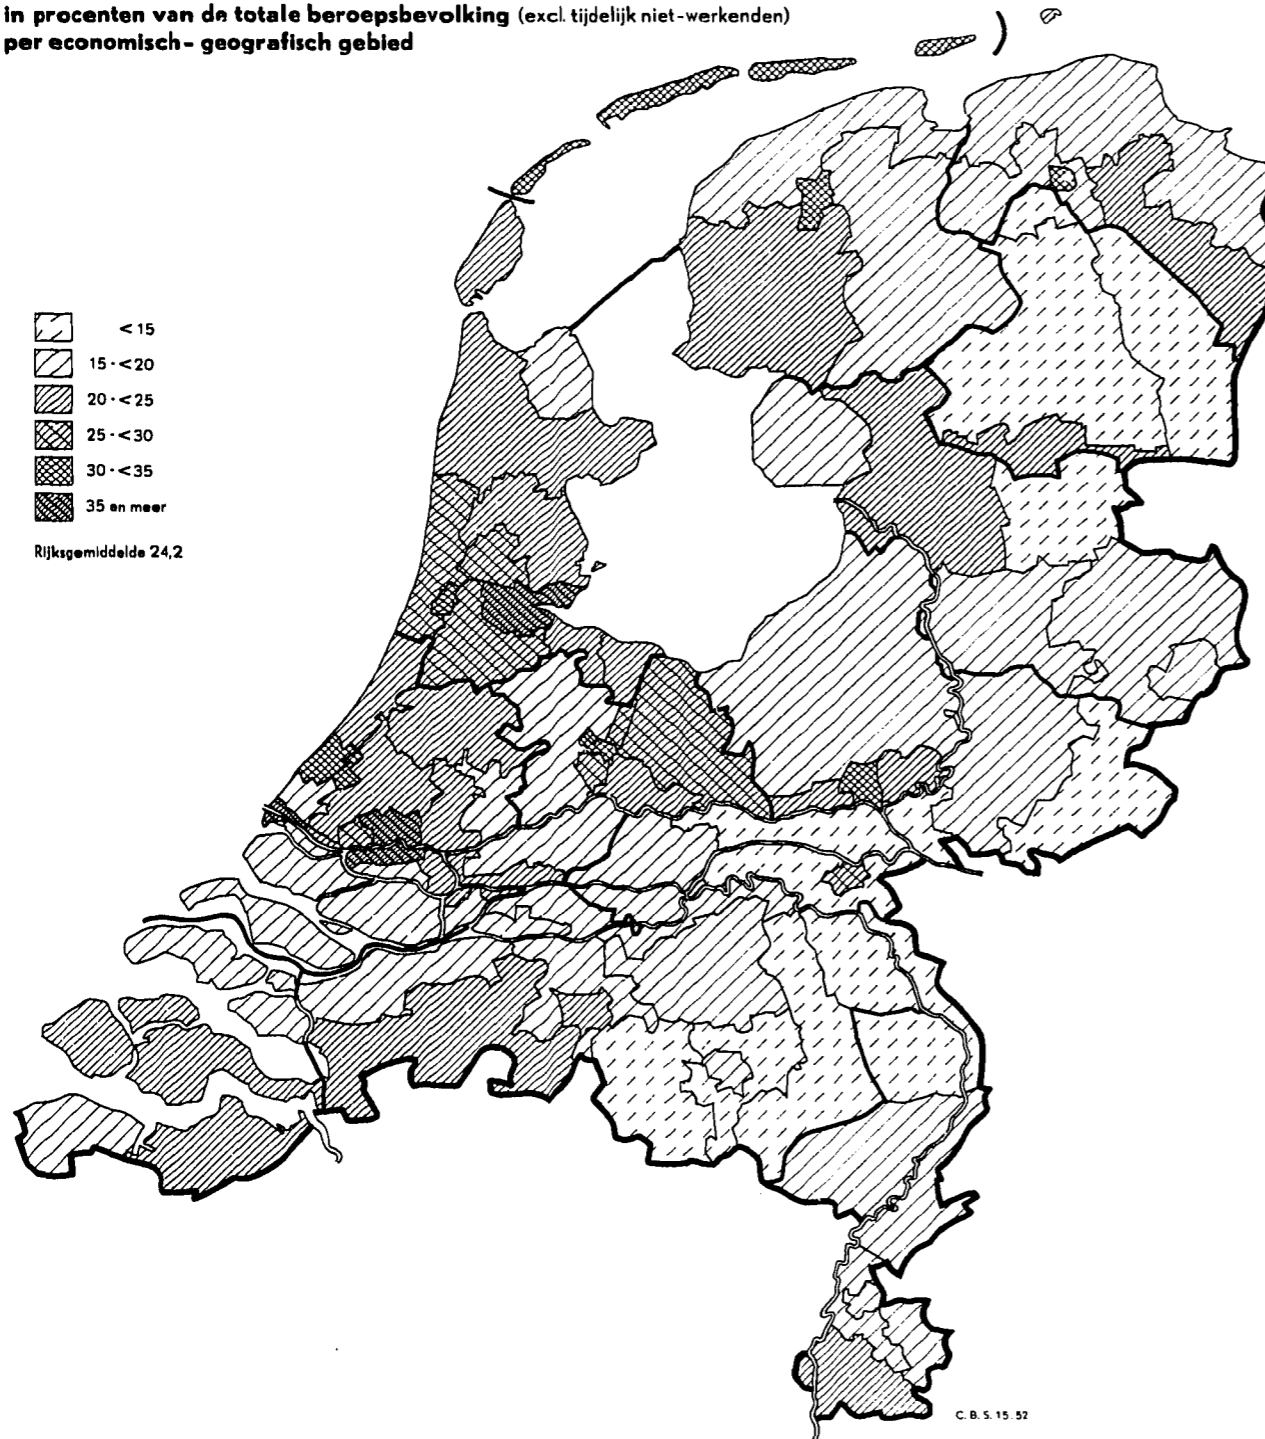 in procenten van de totale beroepsbevolking (excl. tijdelijk niet-werkenden)
per economisch- geografisch gebied
<15
15-<20
20-<25
25-<30
30-<35
35 en meer
Rijksgemiddelde 24,2
C. B. S. 15. 52